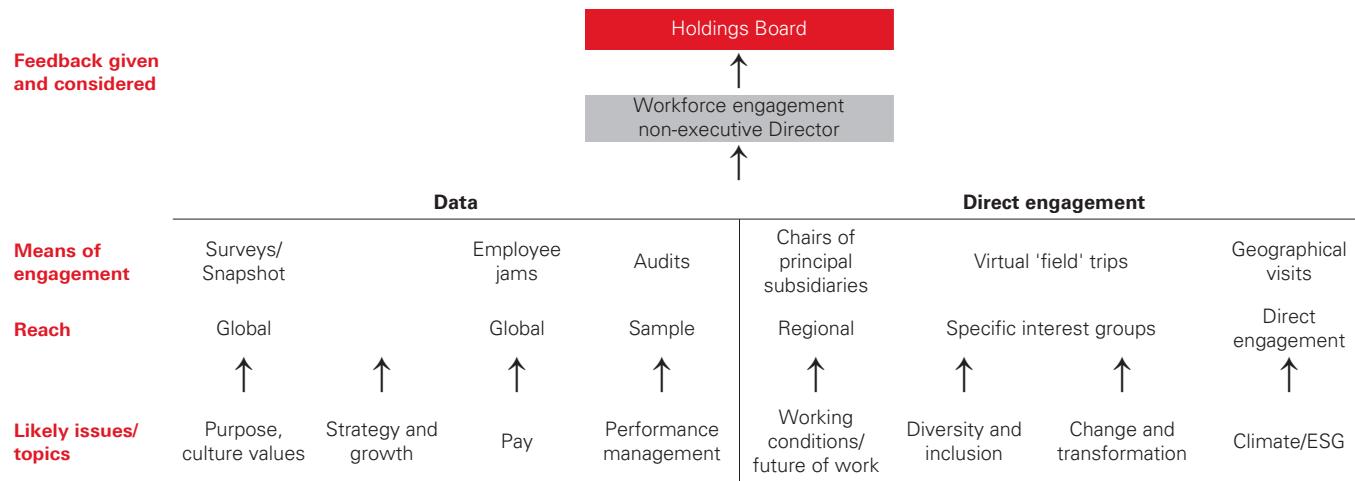 Holdings Board
Feedback given
and considered
Workforce engagement
non-executive Director
Data
Direct engagement
Means of
engagement
Surveys/
Snapshot
Employee
jams
Audits
Chairs of
principal
subsidiaries
Virtual 'field' trips
Geographical
visits
Reach
Global
Global
Sample
Regional
Specific interest groups
Direct
engagement
Likely issues/
topics
Purpose,
culture values
Strategy and
growth
Pay
Performance
management
Working
conditions/
future of work
Diversity and
inclusion
Change and
transformation
Climate/ESG